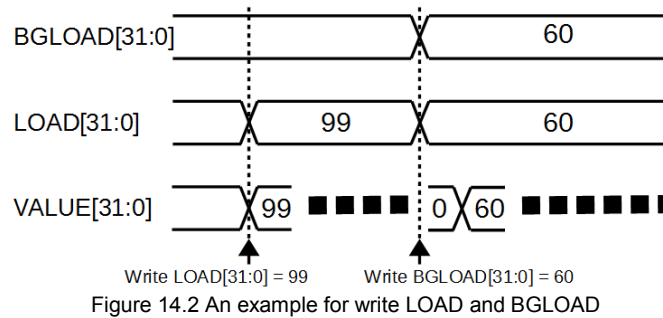 BGLOAD[31:0] 60
LOAD[31:0] 99 60
VALUE[31:0] 99 0 60
Write LOAD[31:0] = 99 Write BGLOAD[31:0] = 60
Figure 14.2 An example for write LOAD and BGLOAD